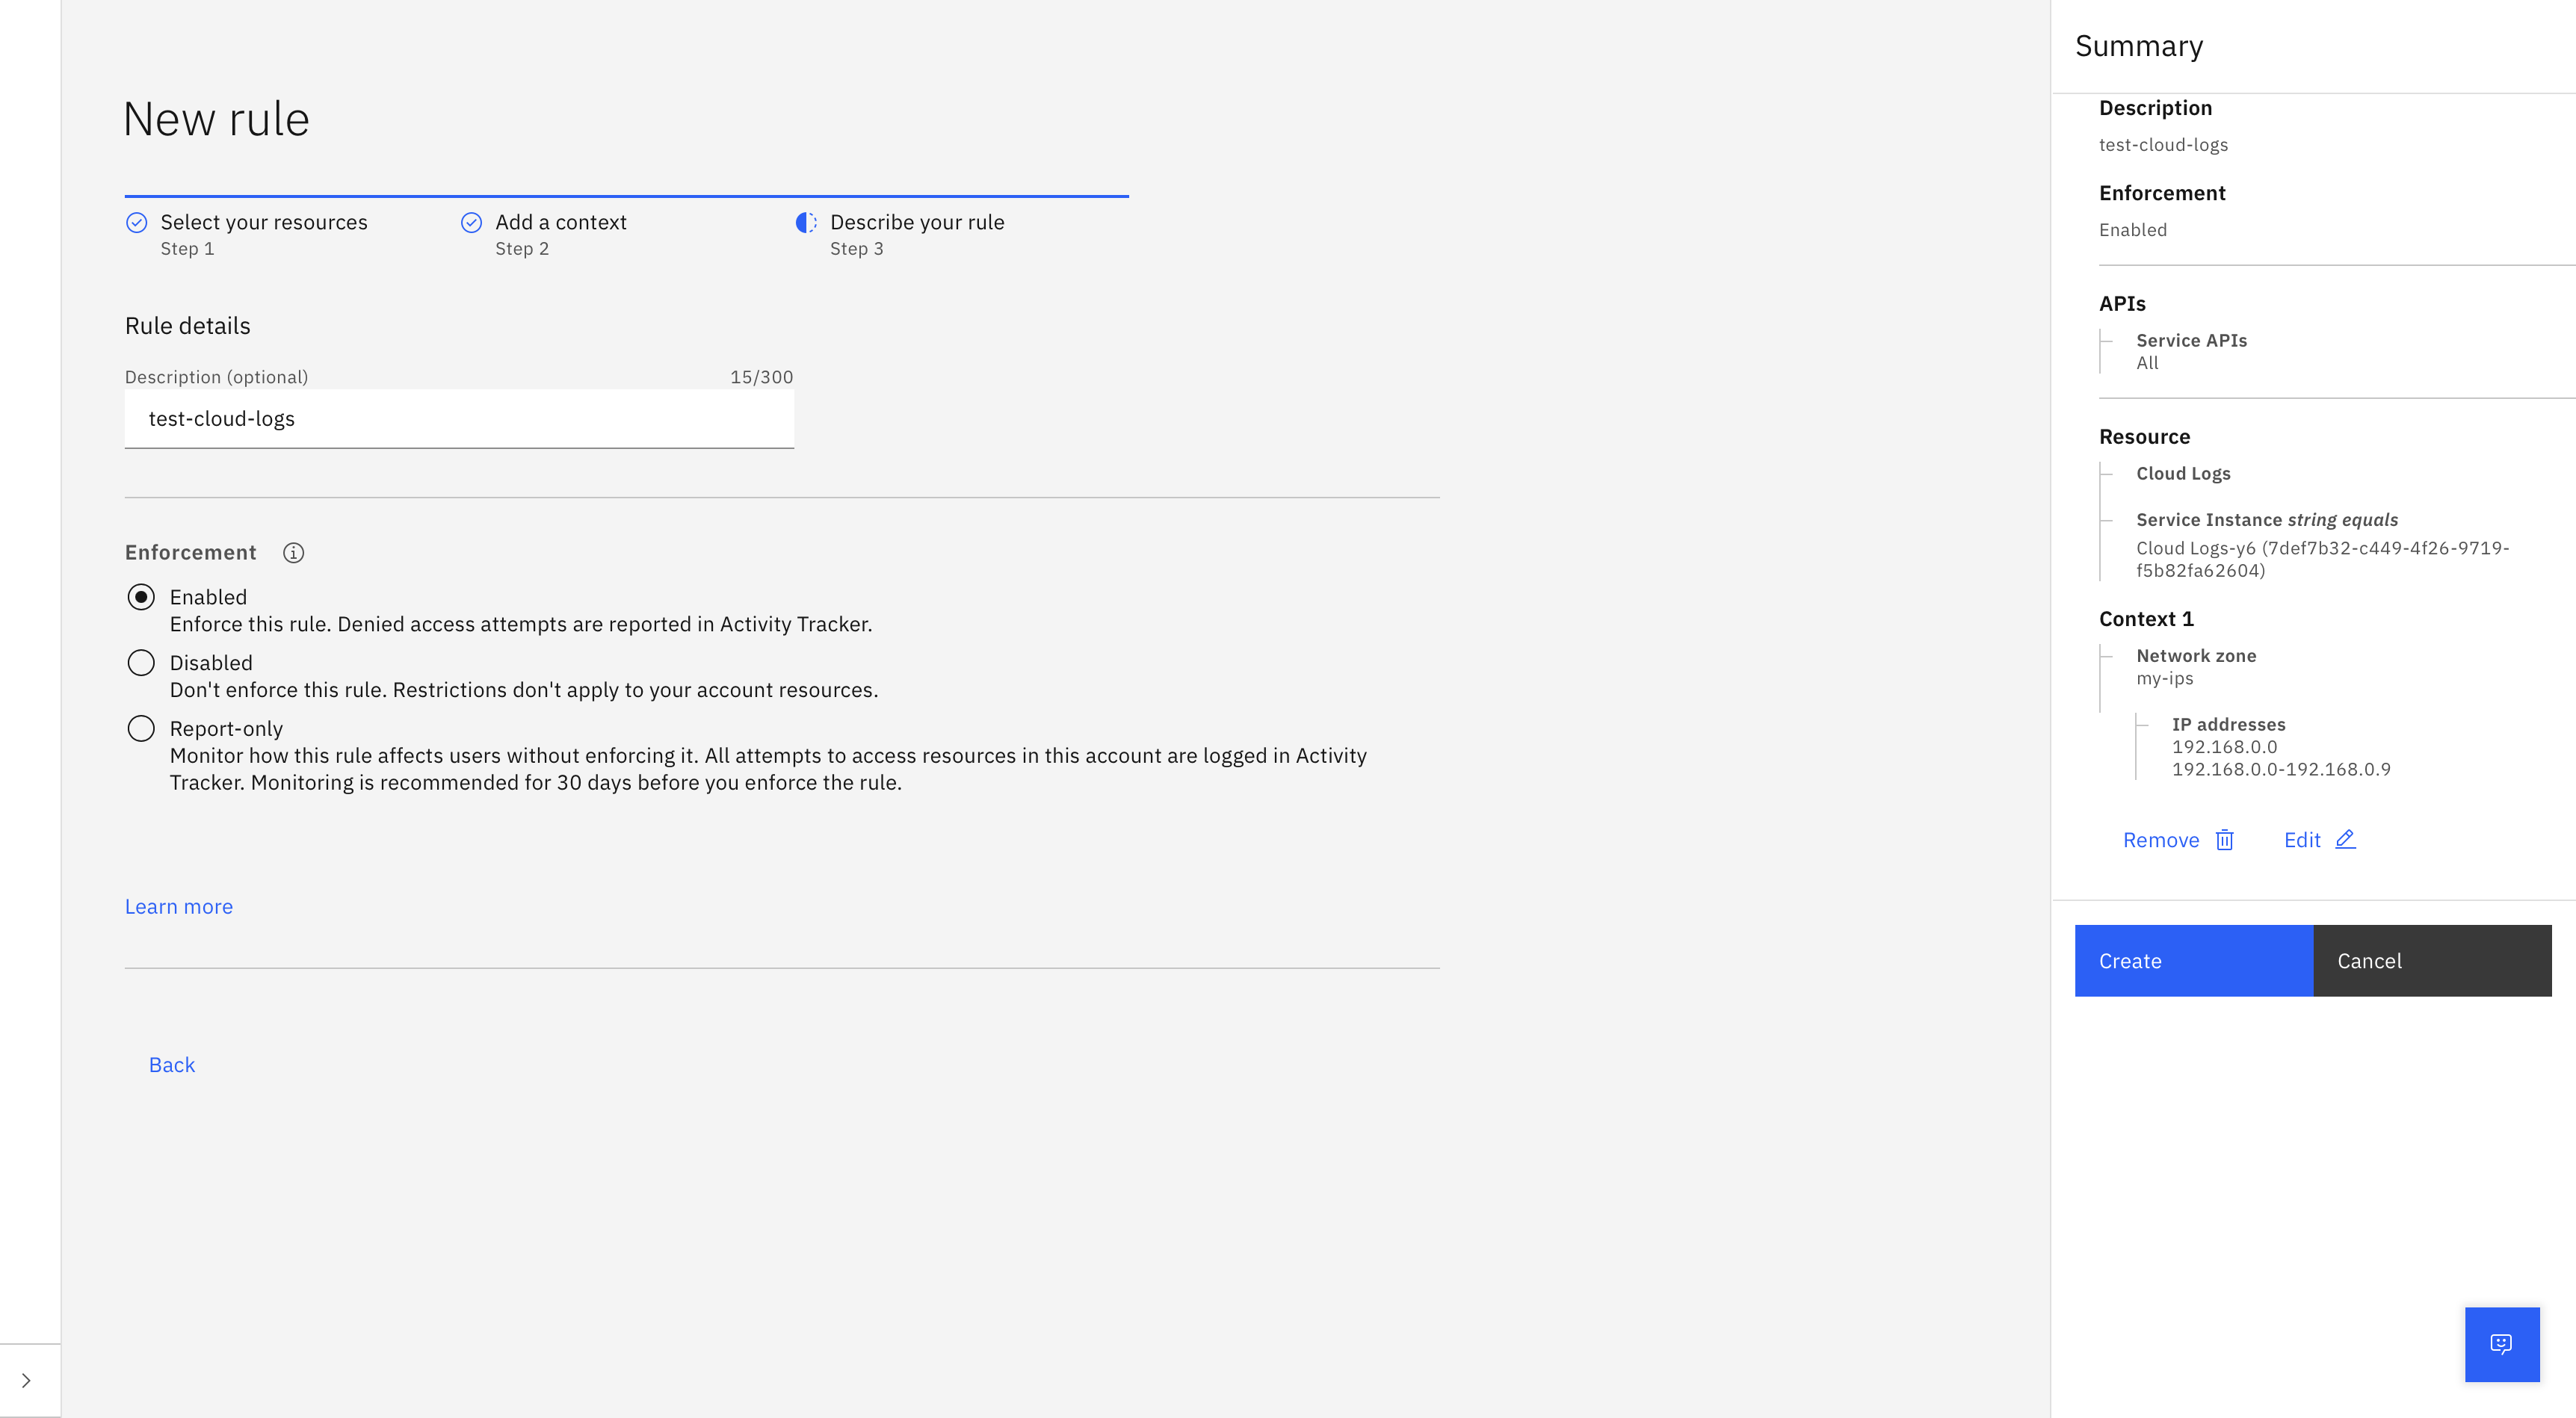 New rule
Select your resources
Step 1
Add a context
Step 2
Describe your rule
Step 3
Rule details
Description (optional)
15/300
test-cloud-logs
Enforcement
Enabled
Enforce this rule. Denied access attempts are reported in Activity Tracker.
Disabled
Don't enforce this rule. Restrictions don't apply to your account resources.
Report-only
Monitor how this rule affects users without enforcing it. All attempts to access resources in this account are logged in Activity
Tracker. Monitoring is recommended for 30 days before you enforce the rule.
Learn more
Back
Summary
Description
test-cloud-logs
Enforcement
Enabled
APIs
Service APIs
All
Resource
Cloud Logs
Service Instance string equals
Cloud Logs-y6 (7def7b32-c449-4f26-9719-
f5b82fa62604)
Context 1
Network zone
my-ips
IP addresses
192.168.0.0
192.168.0.0-192.168.0.9
Remove
Edit
Create
Cancel